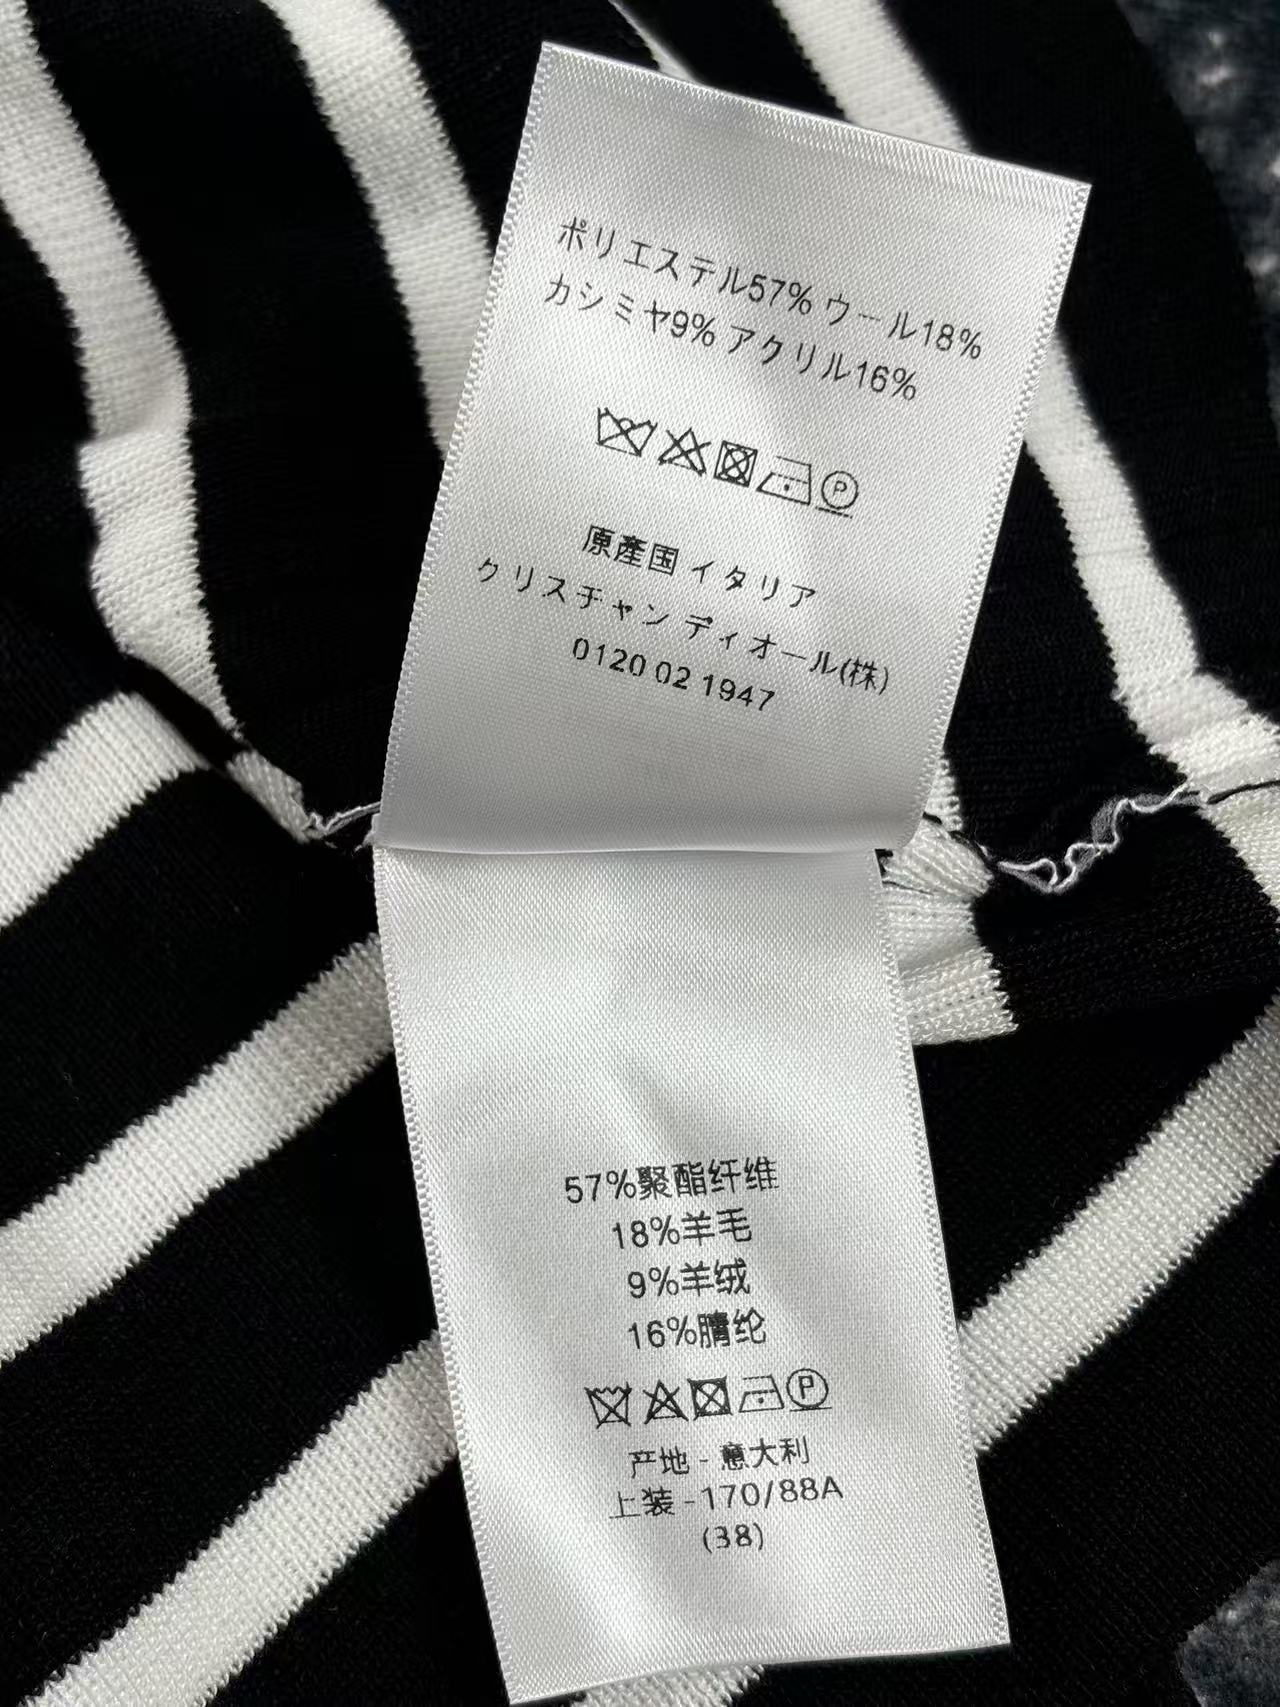 ポリエステル57% ウール18%
カシミヤ9% アクリル16%
P
原産国 イタリア
クリスチャン ディオール(株)
0120 02 1947
57%聚酯纤维
18%羊毛
9%羊绒
16%腈纶
P
产地 - 意大利
上装 -170/88A
(38)